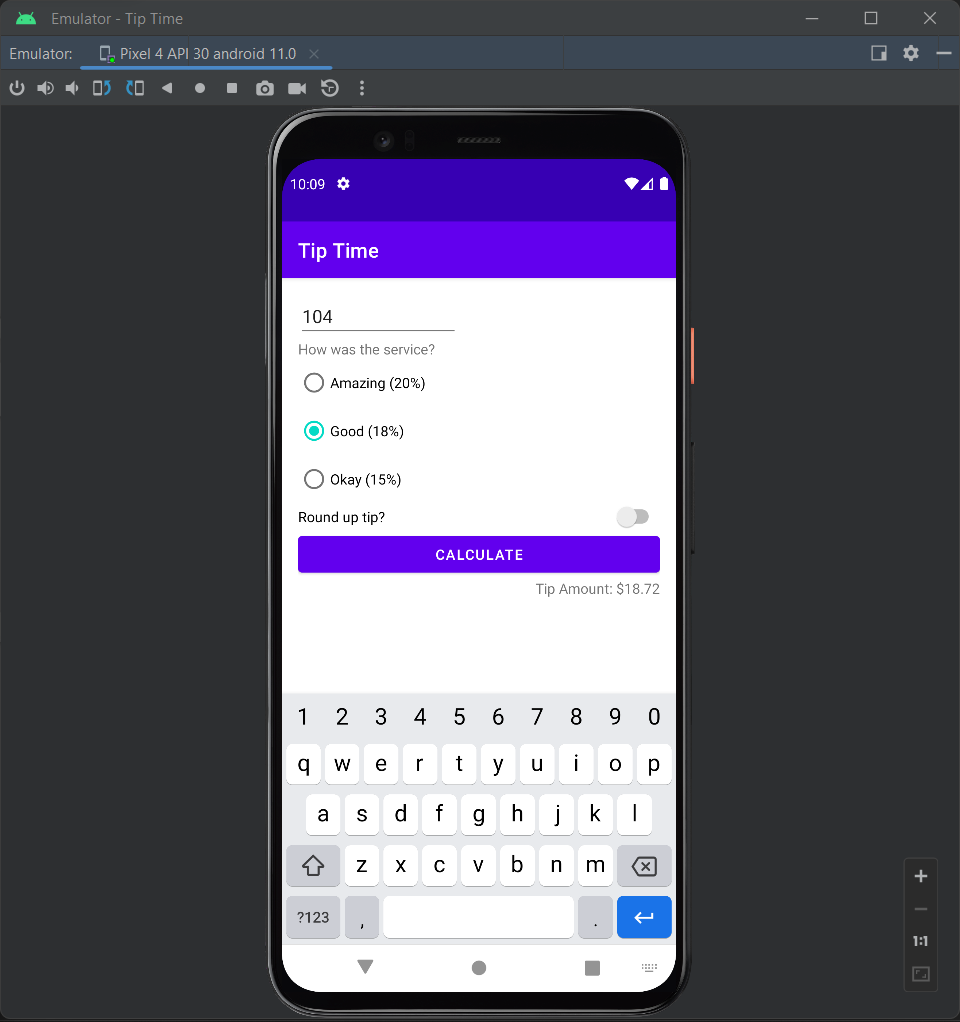 Emulator - Tip Time
Emulator: Pixel 4 API 30 android 11.0
10:09
Tip Time
104
How was the service?
Amazing (20%)
Good (18%)
Okay (15%)
Round up tip?
CALCULATE
Tip Amount: $18.72
1 2 3 4 5 6 7 8 9 0
q w e r t y u i o p
a s d f g h j k l
z x c v b n m
?123 , .
1:1